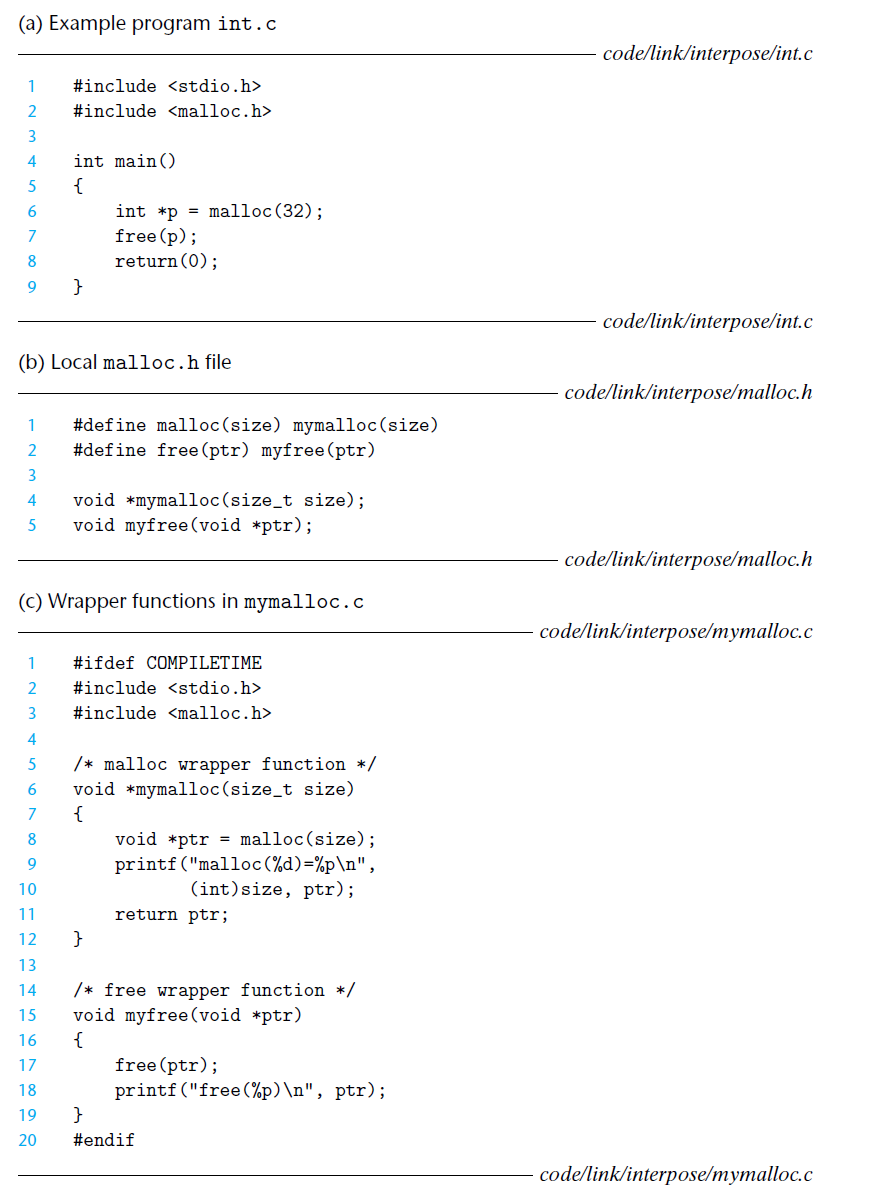 (a) Example program int.c
code/link/interpose/int.c
1 #include <stdio.h>
2 #include <malloc.h>
3
4 int main()
5 {
6     int *p = malloc(32);
7     free(p);
8     return(0);
9 }
code/link/interpose/int.c
(b) Local malloc.h file
code/link/interpose/malloc.h
1 #define malloc(size) mymalloc(size)
2 #define free(ptr) myfree(ptr)
3
4 void *mymalloc(size_t size);
5 void myfree(void *ptr);
code/link/interpose/malloc.h
(c) Wrapper functions in mymalloc.c
code/link/interpose/mymalloc.c
1 #ifdef COMPILETIME
2 #include <stdio.h>
3 #include <malloc.h>
4
5 /* malloc wrapper function */
6 void *mymalloc(size_t size)
7 {
8     void *ptr = malloc(size);
9     printf("malloc(%d)=%p\n",
10            (int)size, ptr);
11     return ptr;
12 }
13
14 /* free wrapper function */
15 void myfree(void *ptr)
16 {
17     free(ptr);
18     printf("free(%p)\n", ptr);
19 }
20 #endif
code/link/interpose/mymalloc.c